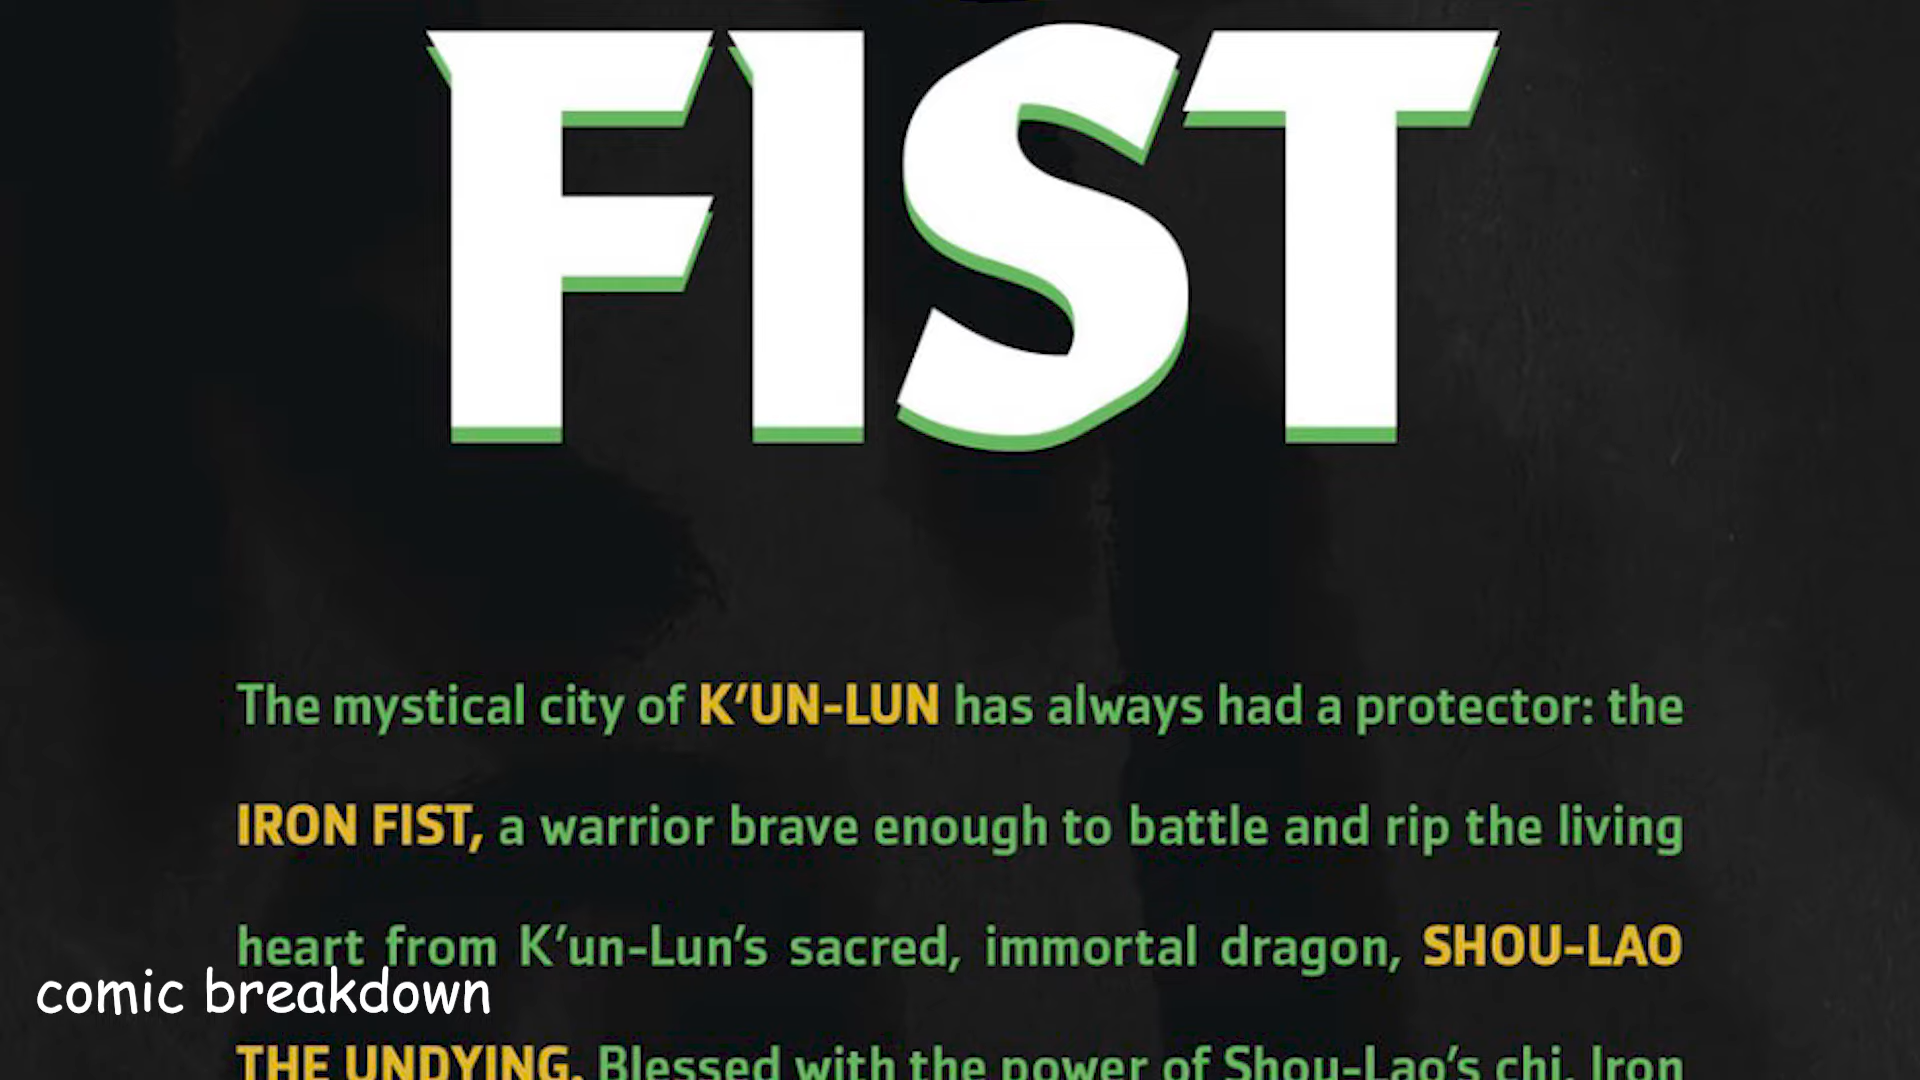 FIST
The mystical city of K'UN-LUN has always had a protector: the
IRON FIST, a warrior brave enough to battle and rip the living
heart from K'un-Lun's sacred, immortal dragon, SHOU-LAO
comic breakdown
THE UNDYING. Blessed with the power of Shou-Lao's chi, Iron